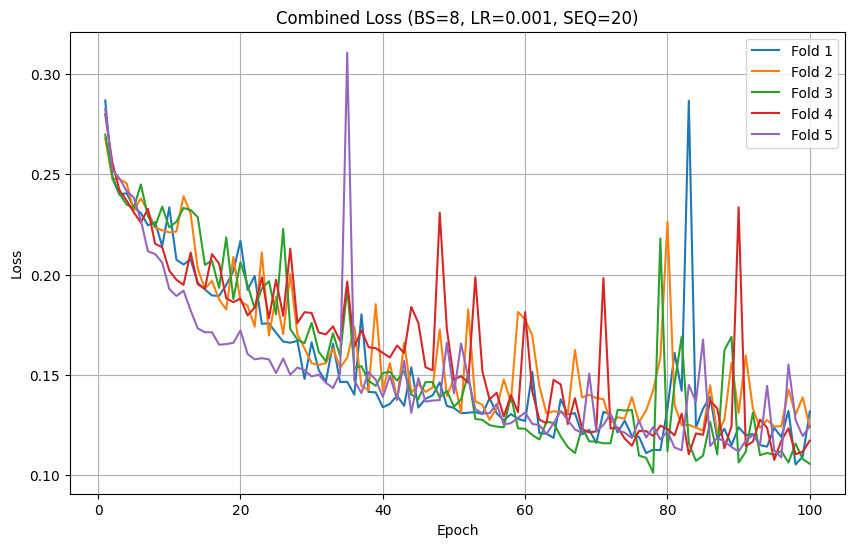 Combined Loss (BS=8, LR=0.001, SEQ=20)
Loss
0.30
0.25
0.20
0.15
0.10
Fold 1
Fold 2
Fold 3
Fold 4
Fold 5
0
20
40
60
80
100
Epoch